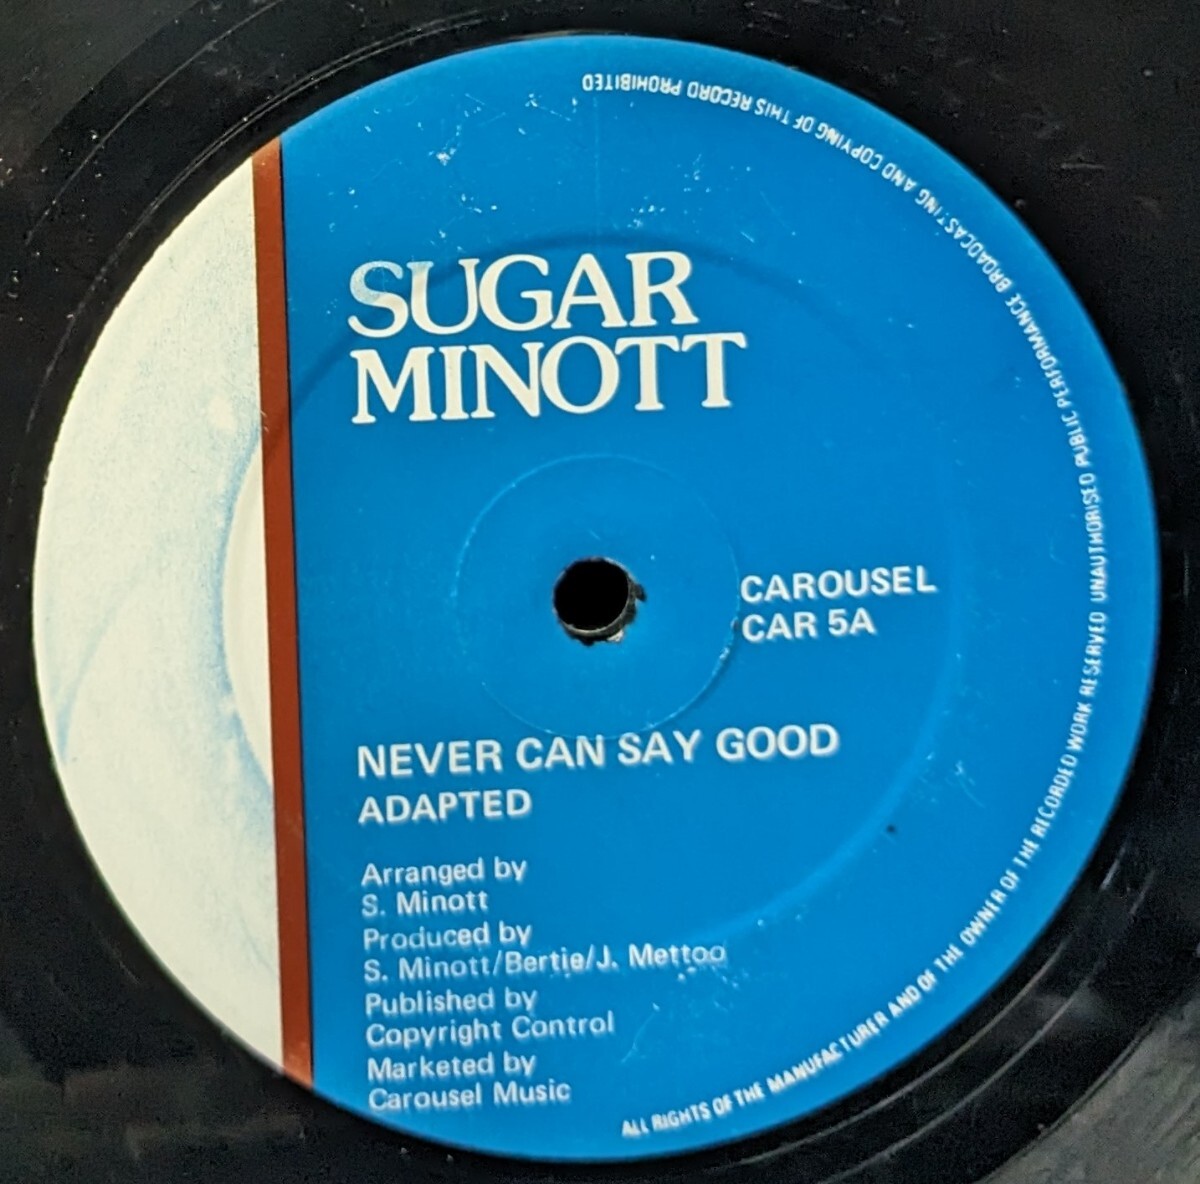 SUGAR
MINOTT
CAROUSEL
CAR 5A
NEVER CAN SAY GOOD
ADAPTED
Arranged by
S. Minott
Produced by
S. Minott/Bertie/J. Mettoo
Published by
Copyright Control
Marketed by
Carousel Music
ALL RIGHTS OF THE MANUFACTURER AND OF THE OWNER OF THE RECORDED WORK RESERVED UNAUTHORISED PUBLIC PERFORMANCE BROADCASTING AND COPYING OF THIS RECORD PROHIBITED